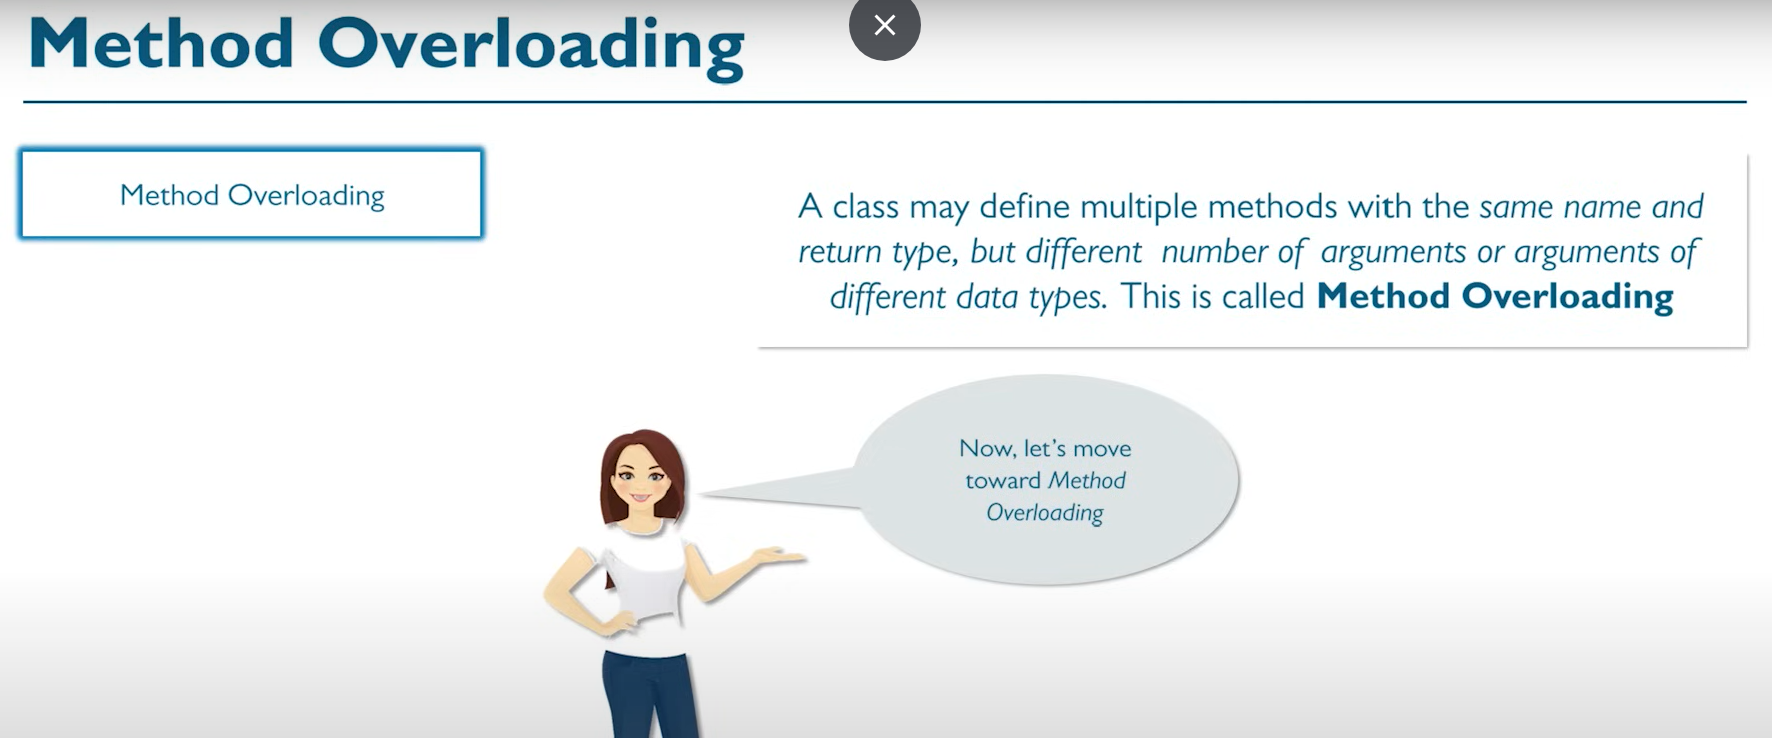 Method Overloading
Method Overloading
A class may define multiple methods with the same name and
return type, but different number of arguments or arguments of
different data types. This is called Method Overloading
Now, let's move
toward Method
Overloading